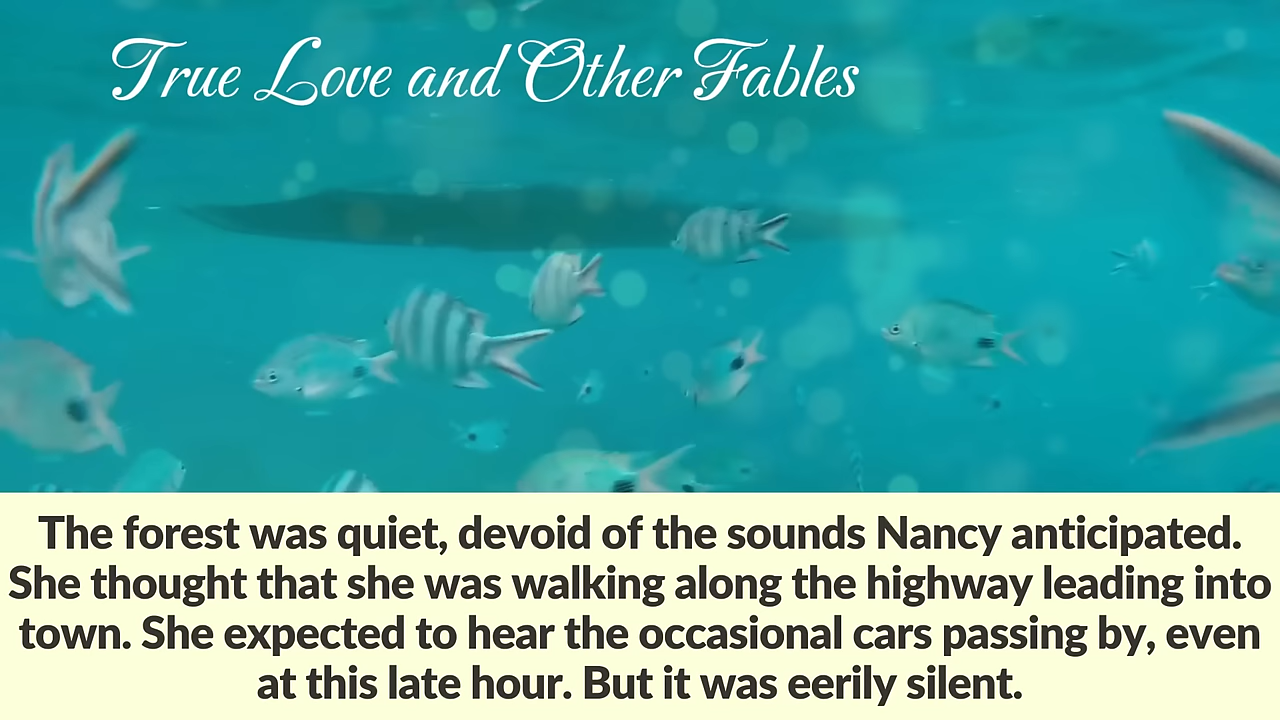 True Love and Other Fables
The forest was quiet, devoid of the sounds Nancy anticipated.
She thought that she was walking along the highway leading into
town. She expected to hear the occasional cars passing by, even
at this late hour. But it was eerily silent.